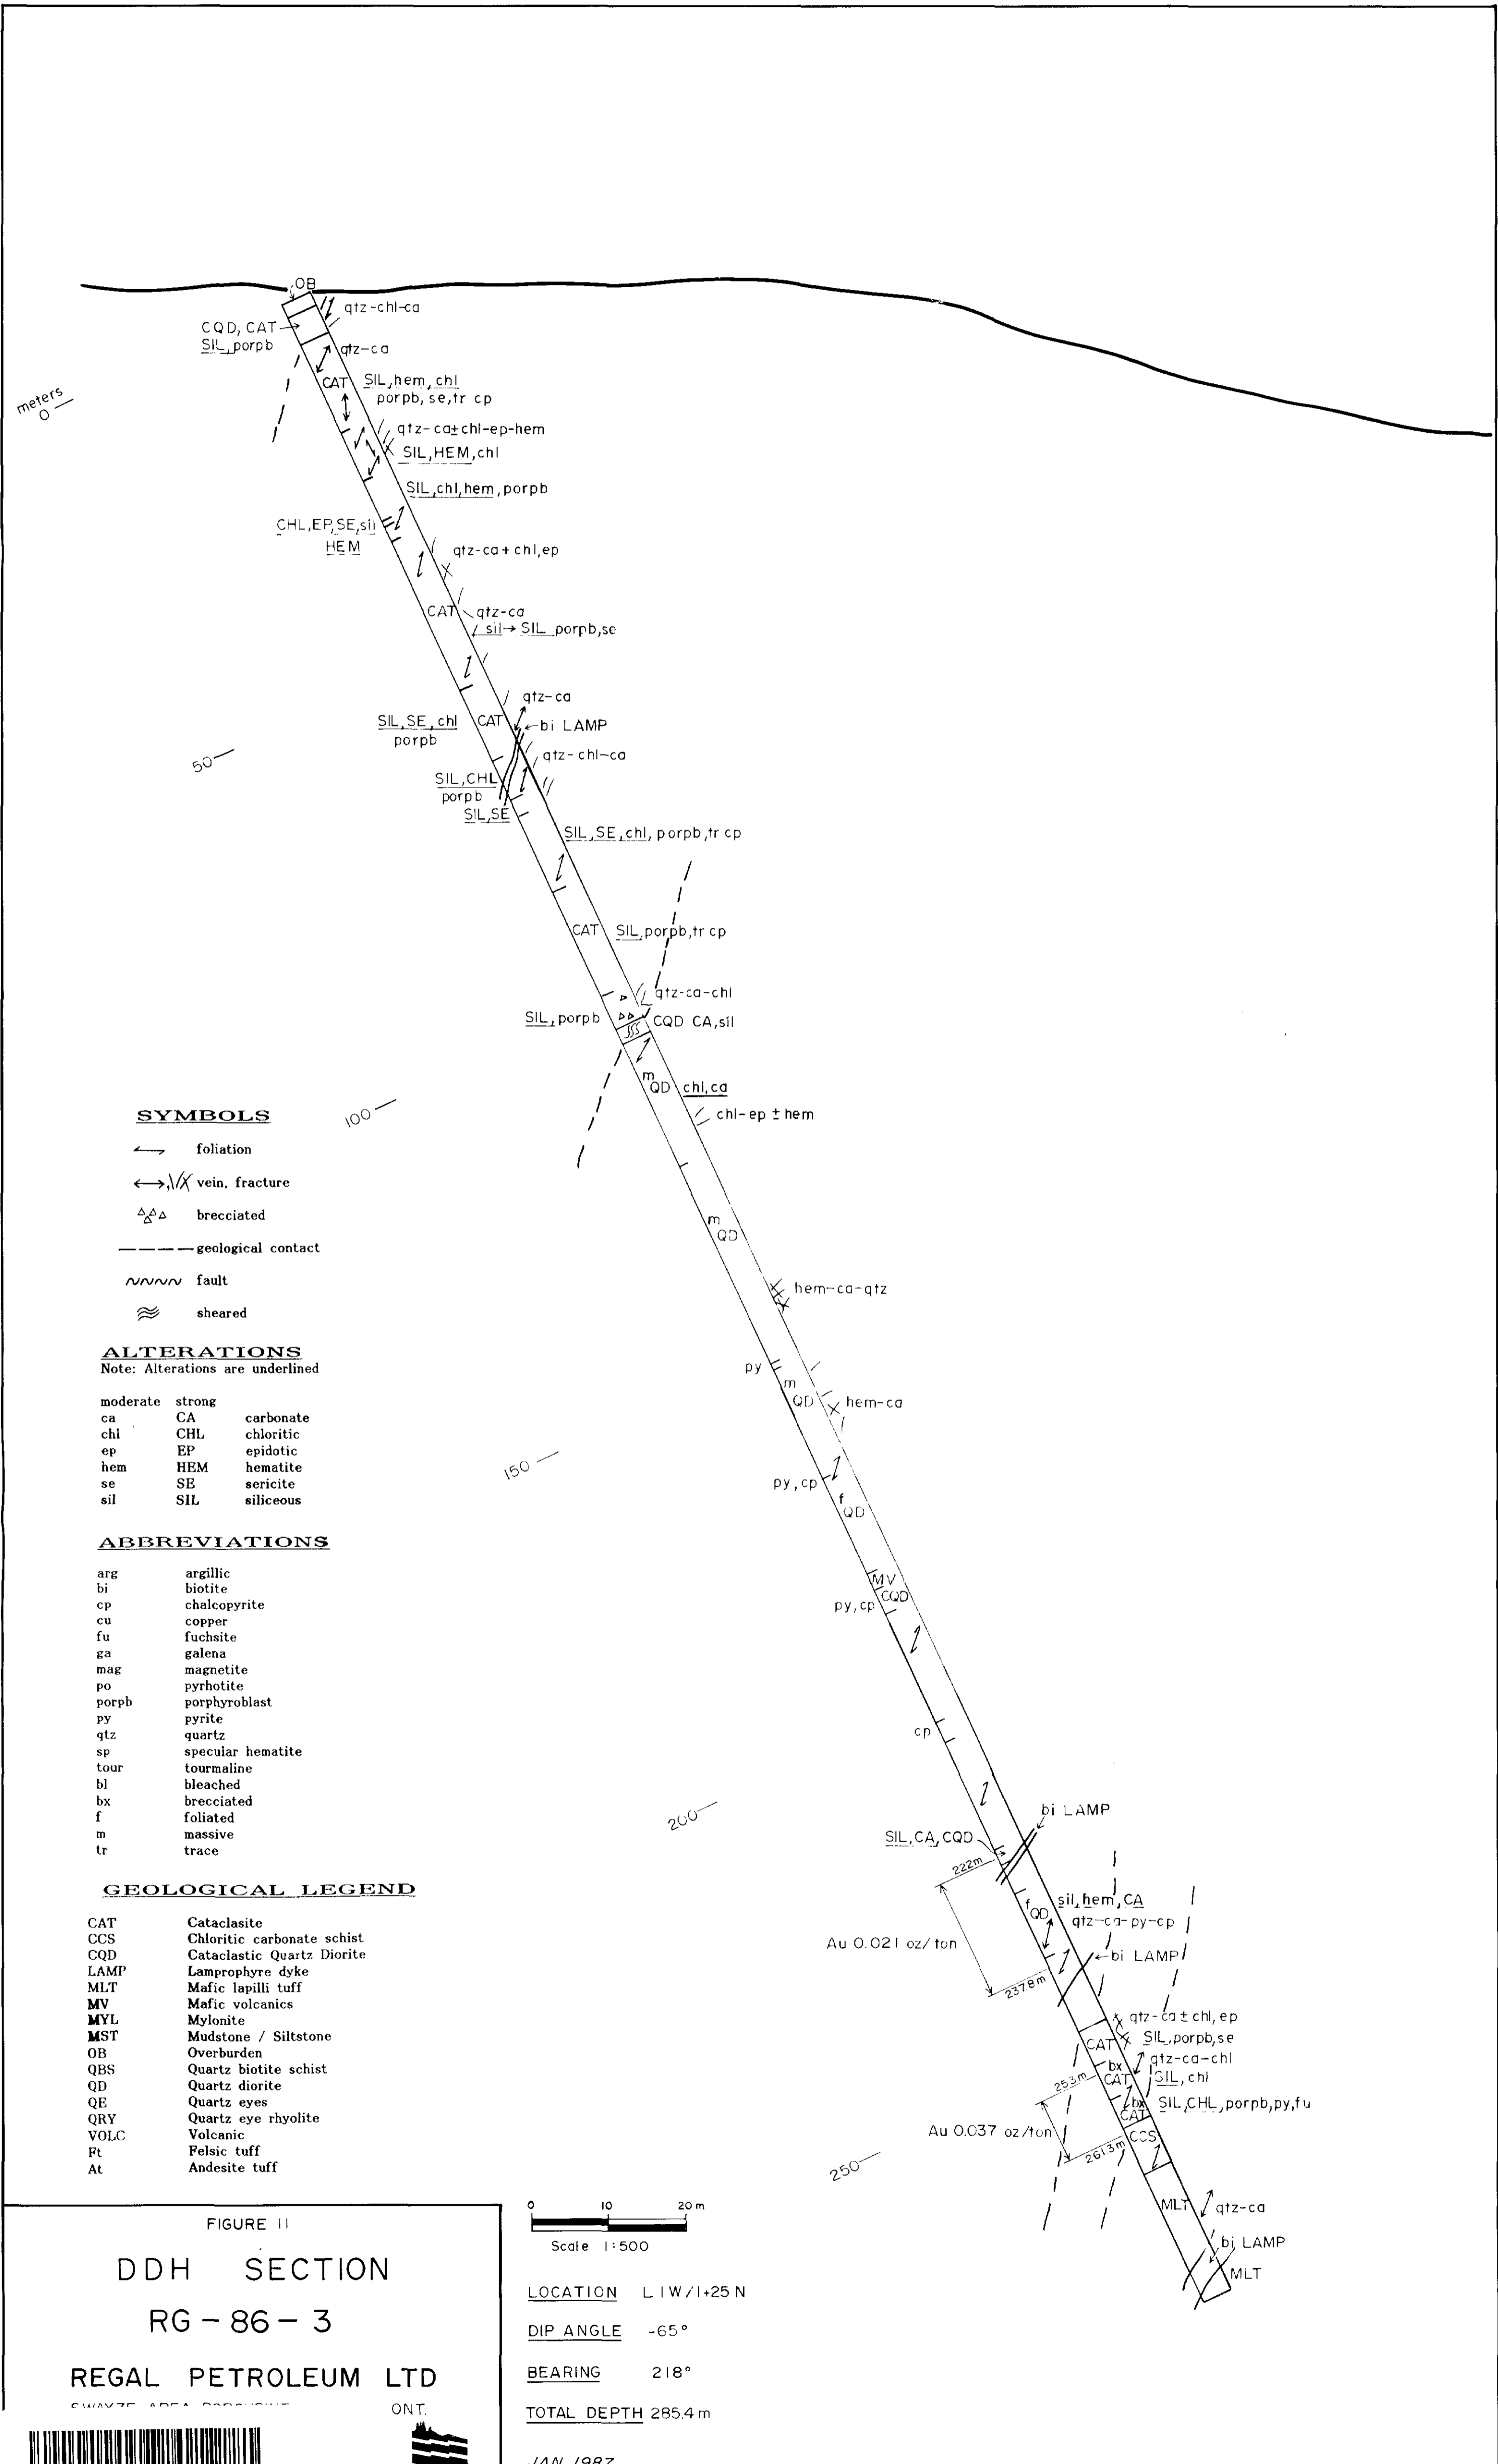 OB
qtz-chl-ca
CQD, CAT
SIL, porpb
qtz-ca
CAT
SIL, hem, chl
porpb, se, tr cp
meters
0
qtz-ca±chl-ep-hem
SIL, HEM, chl
SIL, chl, hem, porpb
CHL, EP, SE, sil
HEM
qtz-ca+chl, ep
CAT
qtz-ca
sil→SIL porpb, se
qtz-ca
SIL, SE, chl
porpb
CAT
bi LAMP
50
qtz-chl-ca
SIL, CHL
porpb
SIL, SE
SIL, SE, chl, porpb, tr cp
CAT
SIL, porpb, tr cp
qtz-ca-chl
SIL, porpb
CQD CA, sil
m
QD
chl, ca
100
chl-ep ± hem
m
QD
hem-ca-qtz
py
m
QD
hem-ca
150
py, cp
f
QD
MV
CQD
py, cp
cp
200
bi LAMP
SIL, CA, CQD
222m
f
QD
sil, hem, CA
qtz-ca-py-cp
Au 0.021 oz/ton
bi LAMP
237.8m
qtz-ca ± chl, ep
CAT
SIL, porpb, se
qtz-ca-chl
bx
CAT
SIL, chl
253m
bx
CAT
SIL, CHL, porpb, py, fu
Au 0.037 oz/ton
CCS
261.3m
250
MLT
qtz-ca
bi LAMP
MLT
SYMBOLS
foliation
vein, fracture
brecciated
geological contact
fault
sheared
ALTERATIONS
Note: Alterations are underlined
moderate strong
ca CA carbonate
chl CHL chloritic
ep EP epidotic
hem HEM hematite
se SE sericite
sil SIL siliceous
ABBREVIATIONS
arg argillic
bi biotite
cp chalcopyrite
cu copper
fu fuchsite
ga galena
mag magnetite
po pyrhotite
porpb porphyroblast
py pyrite
qtz quartz
sp specular hematite
tour tourmaline
bl bleached
bx brecciated
f foliated
m massive
tr trace
GEOLOGICAL LEGEND
CAT Cataclasite
CCS Chloritic carbonate schist
CQD Cataclastic Quartz Diorite
LAMP Lamprophyre dyke
MLT Mafic lapilli tuff
MV Mafic volcanics
MYL Mylonite
MST Mudstone / Siltstone
OB Overburden
QBS Quartz biotite schist
QD Quartz diorite
QE Quartz eyes
QRY Quartz eye rhyolite
VOLC Volcanic
Ft Felsic tuff
At Andesite tuff
FIGURE 11
DDH SECTION
RG-86-3
REGAL PETROLEUM LTD
SWAYZE AREA
ONT.
0 10 20 m
Scale 1:500
LOCATION L1W/1+25 N
DIP ANGLE -65°
BEARING 218°
TOTAL DEPTH 285.4 m
JAN 1987